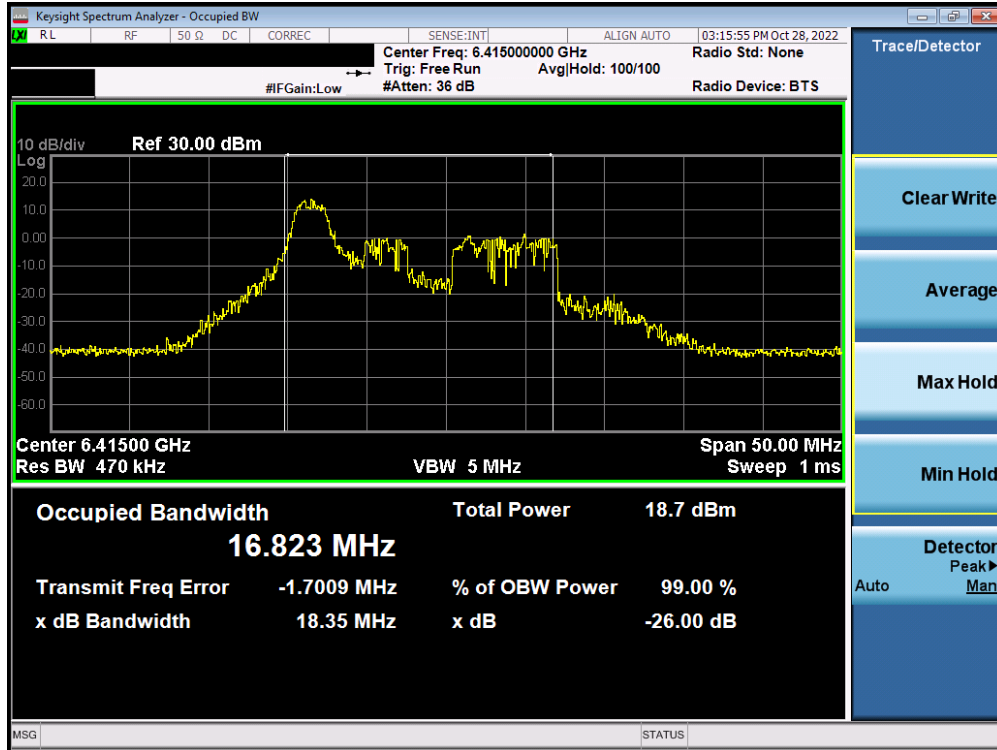 Keysight Spectrum Analyzer - Occupied BW
LXI RL RF 50 Ω DC CORREC SENSE:INT ALIGN AUTO 03:15:55 PM Oct 28, 2022
Center Freq: 6.415000000 GHz Radio Std: None
Trig: Free Run Avg|Hold: 100/100
#IFGain:Low #Atten: 36 dB Radio Device: BTS
Trace/Detector
10 dB/div Ref 30.00 dBm
Log
20.0
10.0
0.00
-10.0
-20.0
-30.0
-40.0
-50.0
-60.0
Center 6.41500 GHz Span 50.00 MHz
Res BW 470 kHz VBW 5 MHz Sweep 1 ms
Occupied Bandwidth Total Power 18.7 dBm
16.823 MHz
Transmit Freq Error -1.7009 MHz % of OBW Power 99.00 %
x dB Bandwidth 18.35 MHz x dB -26.00 dB
Clear Write
Average
Max Hold
Min Hold
Detector
Peak▶
Auto Man
MSG STATUS